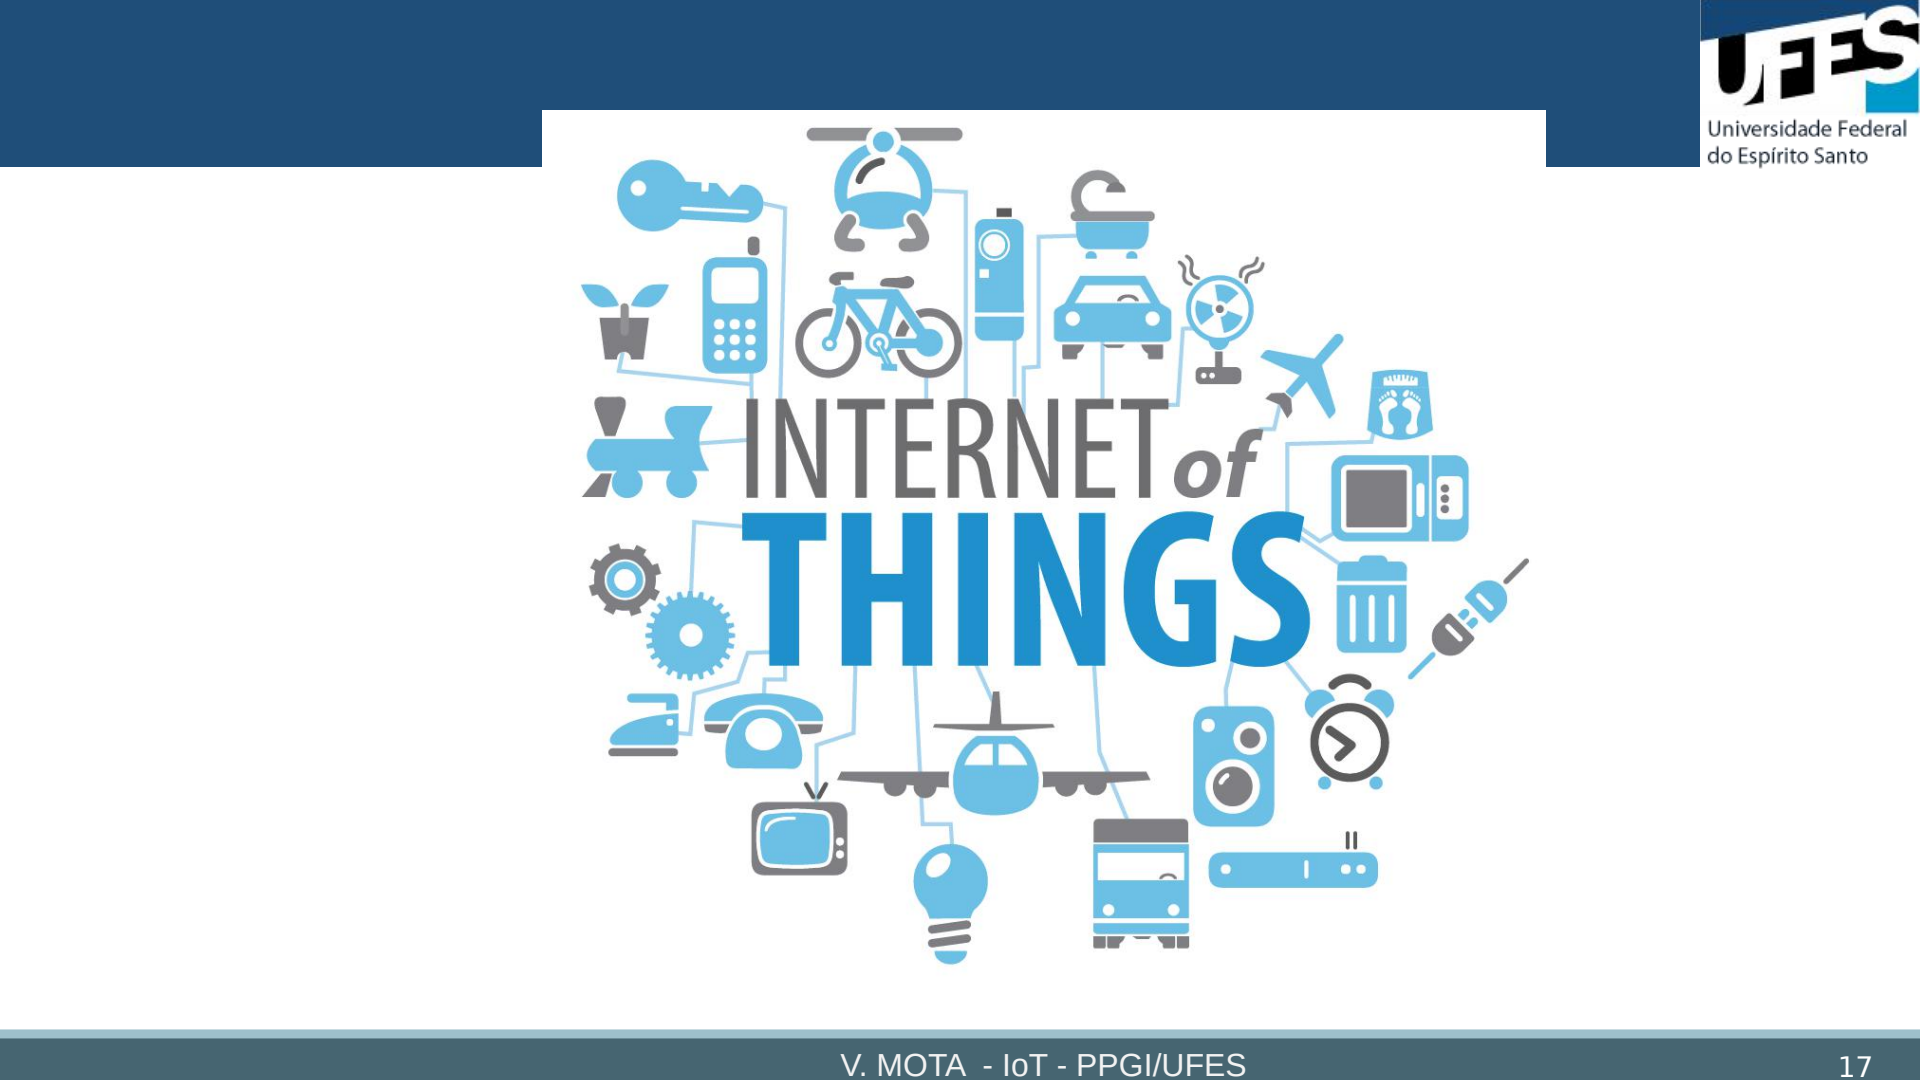 UFES
Universidade Federal
do Espírito Santo
INTERNET of
THINGS
V. MOTA - IoT - PPGI/UFES
17